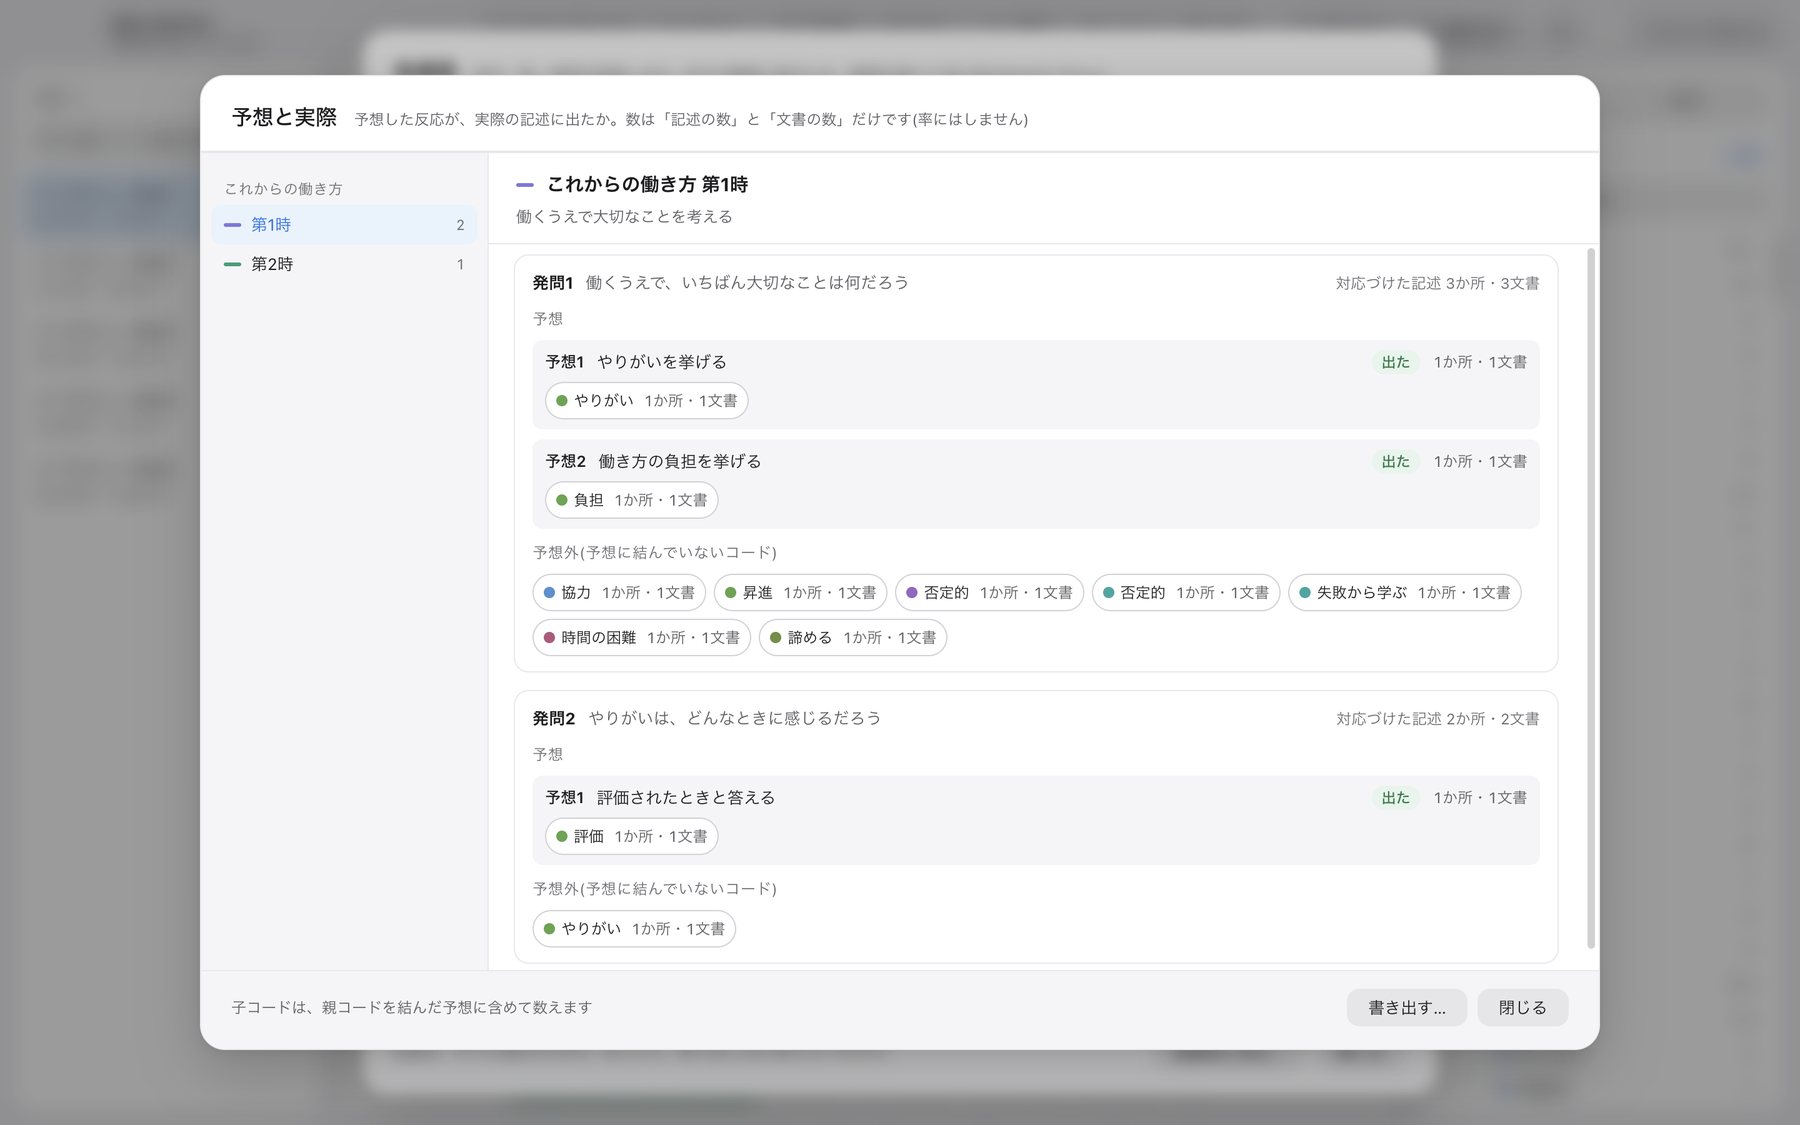 予想と実際 予想した反応が、実際の記述に出たか。数は「記述の数」と「文書の数」だけです(率にはしません)
これからの働き方
第1時 2
第2時 1
これからの働き方 第1時
働くうえで大切なことを考える
発問1 働くうえで、いちばん大切なことは何だろう 対応づけた記述 3か所・3文書
予想
予想1 やりがいを挙げる 出た 1か所・1文書
やりがい 1か所・1文書
予想2 働き方の負担を挙げる 出た 1か所・1文書
負担 1か所・1文書
予想外(予想に結んでいないコード)
協力 1か所・1文書 昇進 1か所・1文書 否定的 1か所・1文書 否定的 1か所・1文書 失敗から学ぶ 1か所・1文書
時間の困難 1か所・1文書 諦める 1か所・1文書
発問2 やりがいは、どんなときに感じるだろう 対応づけた記述 2か所・2文書
予想
予想1 評価されたときと答える 出た 1か所・1文書
評価 1か所・1文書
予想外(予想に結んでいないコード)
やりがい 1か所・1文書
子コードは、親コードを結んだ予想に含めて数えます 書き出す... 閉じる